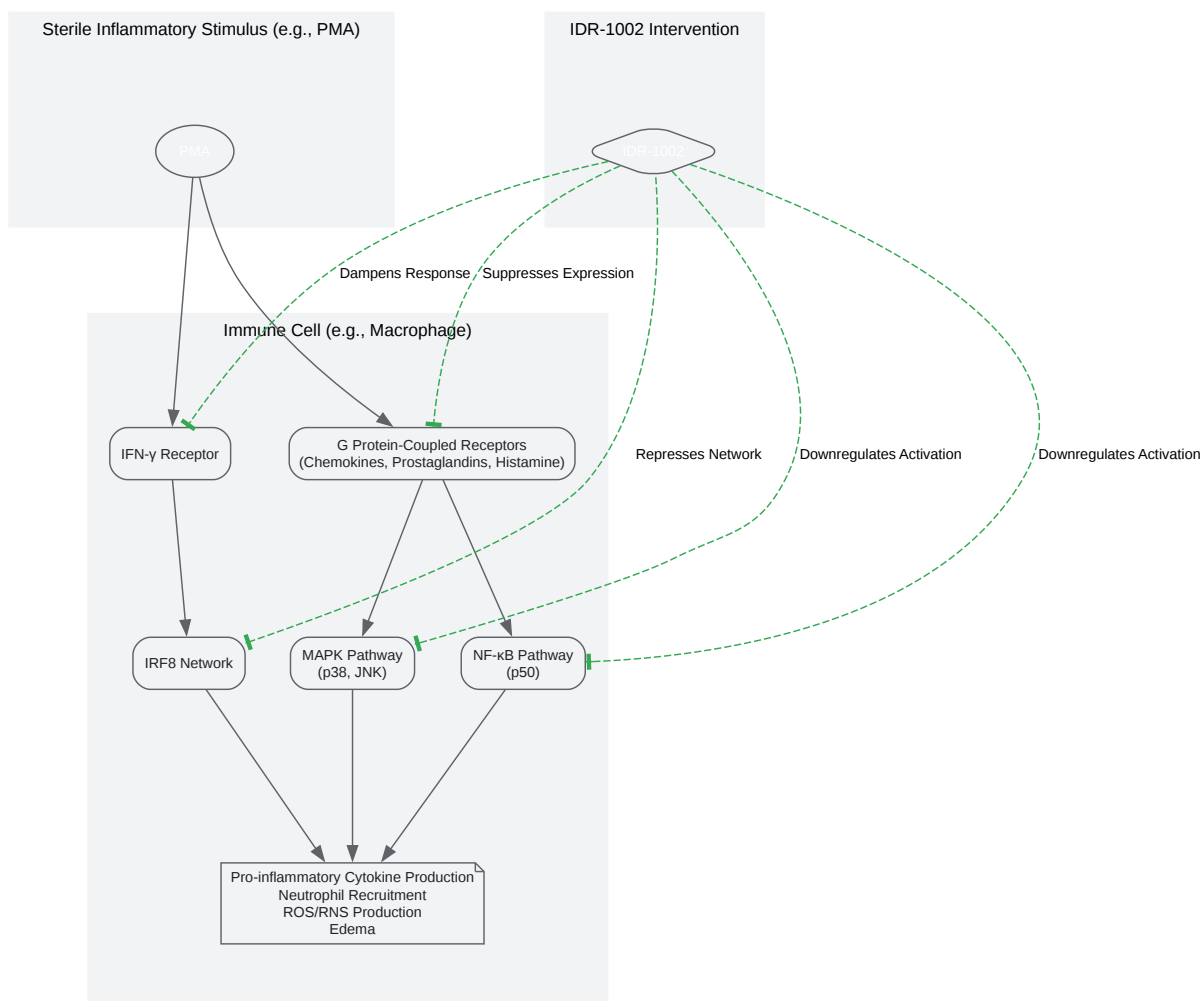 Sterile Inflammatory Stimulus (e.g., PMA)
IDR-1002 Intervention
PMA
IDR-1002
Dampens Response
Suppresses Expression
Immune Cell (e.g., Macrophage)
IFN-γ Receptor
G Protein-Coupled Receptors
(Chemokines, Prostaglandins, Histamine)
Represses Network
Downregulates Activation
Downregulates Activation
IRF8 Network
MAPK Pathway
(p38, JNK)
NF-κB Pathway
(p50)
Pro-inflammatory Cytokine Production
Neutrophil Recruitment
ROS/RNS Production
Edema